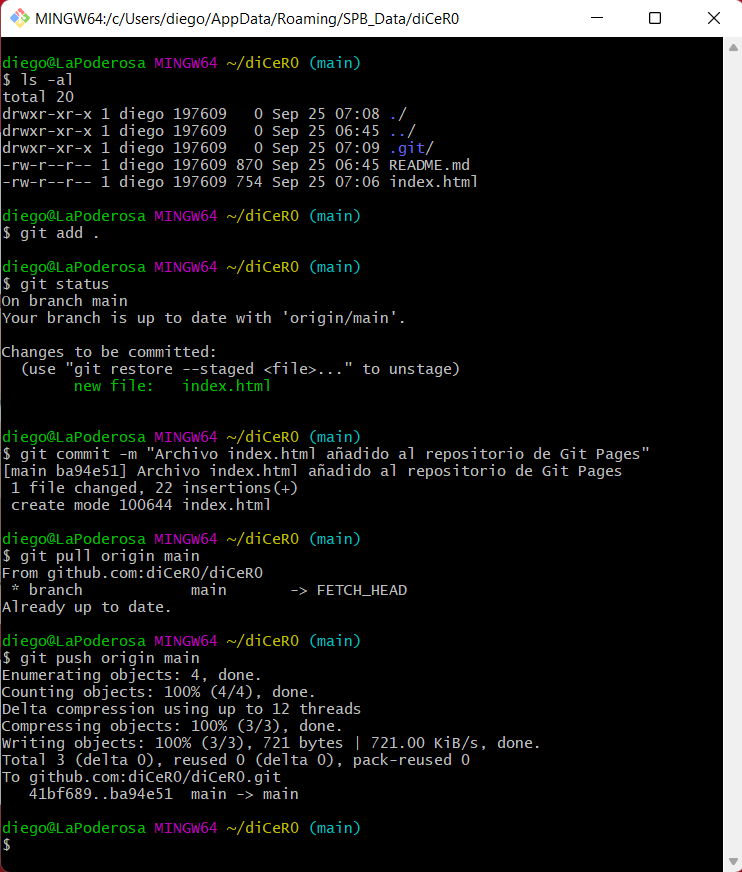 MINGW64:/c/Users/diego/AppData/Roaming/SPB_Data/diCeR0
diego@LaPoderosa MINGW64 ~/diCeR0 (main)
$ ls -al
total 20
drwxr-xr-x 1 diego 197609   0 Sep 25 07:08 ./
drwxr-xr-x 1 diego 197609   0 Sep 25 06:45 ../
drwxr-xr-x 1 diego 197609   0 Sep 25 07:09 .git/
-rw-r--r-- 1 diego 197609 870 Sep 25 06:45 README.md
-rw-r--r-- 1 diego 197609 754 Sep 25 07:06 index.html
diego@LaPoderosa MINGW64 ~/diCeR0 (main)
$ git add .
diego@LaPoderosa MINGW64 ~/diCeR0 (main)
$ git status
On branch main
Your branch is up to date with 'origin/main'.
Changes to be committed:
  (use "git restore --staged <file>..." to unstage)
        new file:   index.html
diego@LaPoderosa MINGW64 ~/diCeR0 (main)
$ git commit -m "Archivo index.html añadido al repositorio de Git Pages"
[main ba94e51] Archivo index.html añadido al repositorio de Git Pages
 1 file changed, 22 insertions(+)
 create mode 100644 index.html
diego@LaPoderosa MINGW64 ~/diCeR0 (main)
$ git pull origin main
From github.com:diCeR0/diCeR0
 * branch            main       -> FETCH_HEAD
Already up to date.
diego@LaPoderosa MINGW64 ~/diCeR0 (main)
$ git push origin main
Enumerating objects: 4, done.
Counting objects: 100% (4/4), done.
Delta compression using up to 12 threads
Compressing objects: 100% (3/3), done.
Writing objects: 100% (3/3), 721 bytes | 721.00 KiB/s, done.
Total 3 (delta 0), reused 0 (delta 0), pack-reused 0
To github.com:diCeR0/diCeR0.git
   41bf689..ba94e51  main -> main
diego@LaPoderosa MINGW64 ~/diCeR0 (main)
$